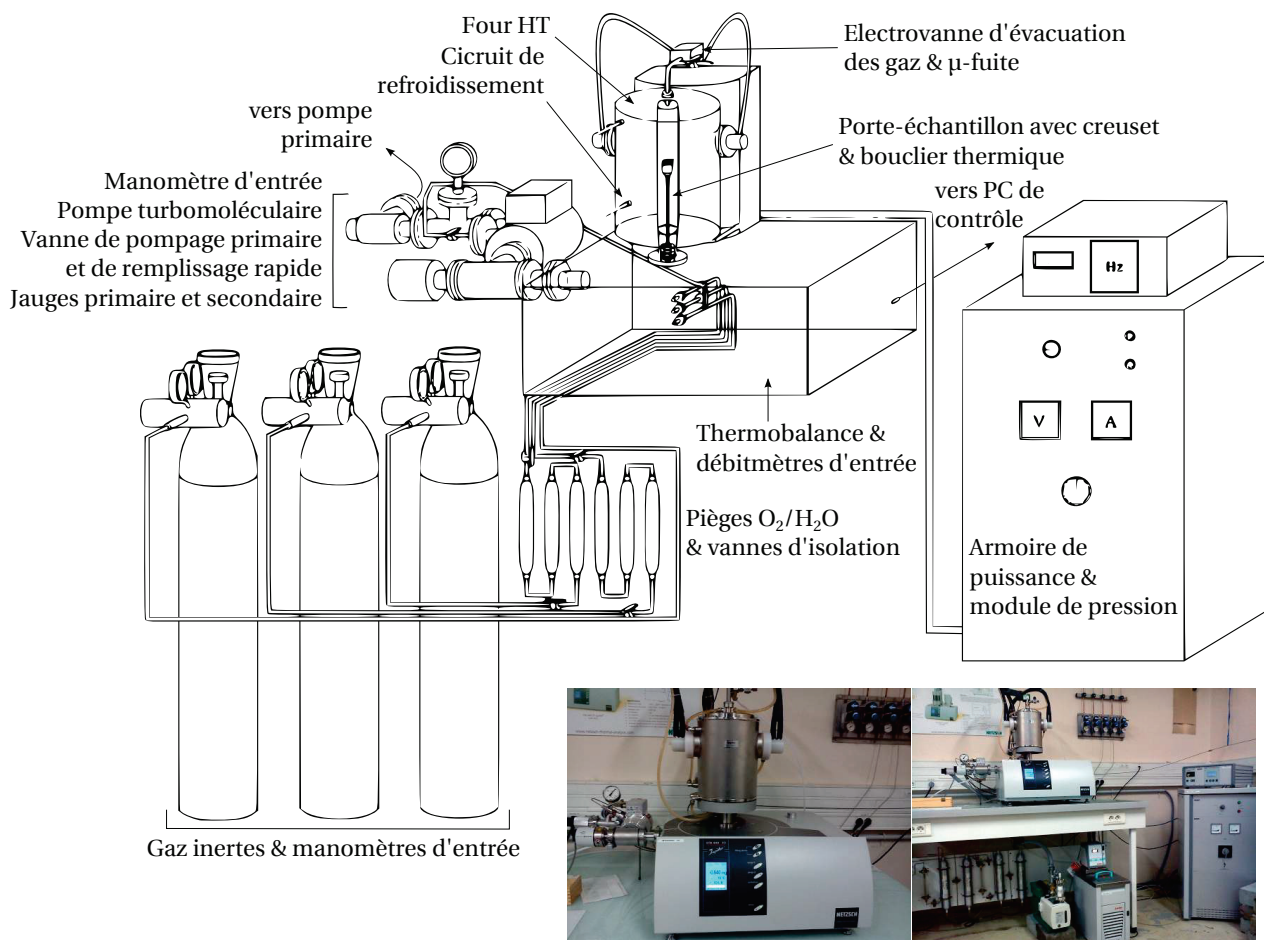 Four HT
Cicruit de
refroidissement
Electrovanne d'évacuation
des gaz & µ-fuite
vers pompe
primaire
Porte-échantillon avec creuset
& bouclier thermique
Manomètre d'entrée
Pompe turbomoléculaire
Vanne de pompage primaire
et de remplissage rapide
Jauges primaire et secondaire
vers PC de
contrôle
Hz
V
A
Thermobalance &
débitmètres d'entrée
Pièges O₂/H₂O
& vannes d'isolation
Armoire de
puissance &
module de pression
Gaz inertes & manomètres d'entrée
NETZSCH